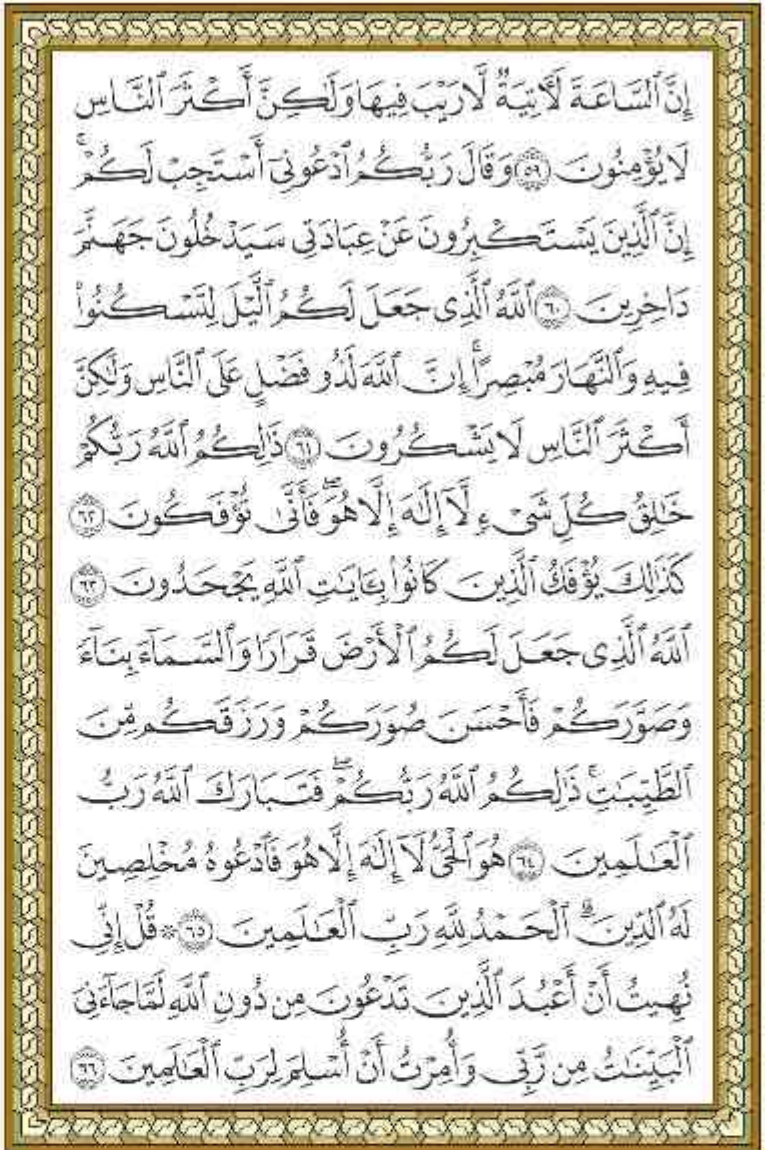 إِنَّ ٱلسَّاعَةَ لَءَاتِيَةٌ لَّا رَيْبَ فِيهَا وَلَٰكِنَّ أَكْثَرَ ٱلنَّاسِ
لَا يُؤْمِنُونَ ٥٩ وَقَالَ رَبُّكُمُ ٱدْعُونِىٓ أَسْتَجِبْ لَكُمْ ۚ
إِنَّ ٱلَّذِينَ يَسْتَكْبِرُونَ عَنْ عِبَادَتِى سَيَدْخُلُونَ جَهَنَّمَ
دَاخِرِينَ ٦٠ ٱللَّهُ ٱلَّذِى جَعَلَ لَكُمُ ٱلَّيْلَ لِتَسْكُنُوا۟
فِيهِ وَٱلنَّهَارَ مُبْصِرًا ۚ إِنَّ ٱللَّهَ لَذُو فَضْلٍ عَلَى ٱلنَّاسِ وَلَٰكِنَّ
أَكْثَرَ ٱلنَّاسِ لَا يَشْكُرُونَ ٦١ ذَٰلِكُمُ ٱللَّهُ رَبُّكُمْ
خَٰلِقُ كُلِّ شَىْءٍ لَّآ إِلَٰهَ إِلَّا هُوَ ۖ فَأَنَّىٰ تُؤْفَكُونَ ٦٢
كَذَٰلِكَ يُؤْفَكُ ٱلَّذِينَ كَانُوا۟ بِـَٔايَٰتِ ٱللَّهِ يَجْحَدُونَ ٦٣
ٱللَّهُ ٱلَّذِى جَعَلَ لَكُمُ ٱلْأَرْضَ قَرَارًا وَٱلسَّمَآءَ بِنَآءً
وَصَوَّرَكُمْ فَأَحْسَنَ صُوَرَكُمْ وَرَزَقَكُم مِّنَ
ٱلطَّيِّبَٰتِ ۚ ذَٰلِكُمُ ٱللَّهُ رَبُّكُمْ ۖ فَتَبَارَكَ ٱللَّهُ رَبُّ
ٱلْعَٰلَمِينَ ٦٤ هُوَ ٱلْحَىُّ لَآ إِلَٰهَ إِلَّا هُوَ فَٱدْعُوهُ مُخْلِصِينَ
لَهُ ٱلدِّينَ ۗ ٱلْحَمْدُ لِلَّهِ رَبِّ ٱلْعَٰلَمِينَ ٦٥ ۞ قُلْ إِنِّى
نُهِيتُ أَنْ أَعْبُدَ ٱلَّذِينَ تَدْعُونَ مِن دُونِ ٱللَّهِ لَمَّا جَآءَنِىَ
ٱلْبَيِّنَٰتُ مِن رَّبِّى وَأُمِرْتُ أَنْ أُسْلِمَ لِرَبِّ ٱلْعَٰلَمِينَ ٦٦